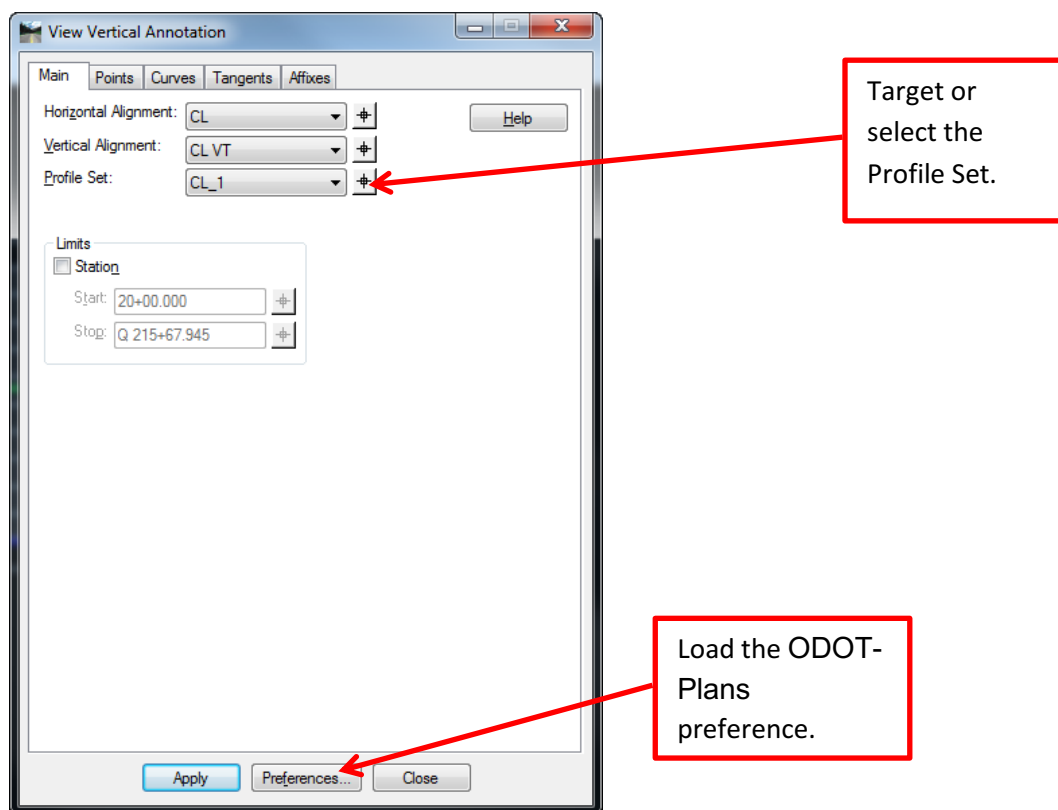 View Vertical Annotation
Main Points Curves Tangents Affixes
Horizontal Alignment: CL Help
Vertical Alignment: CL VT
Profile Set: CL_1
Limits
Station
Start: 20+00.000
Stop: Q 215+67.945
Apply Preferences... Close
Target or
select the
Profile Set.
Load the ODOT-
Plans
preference.